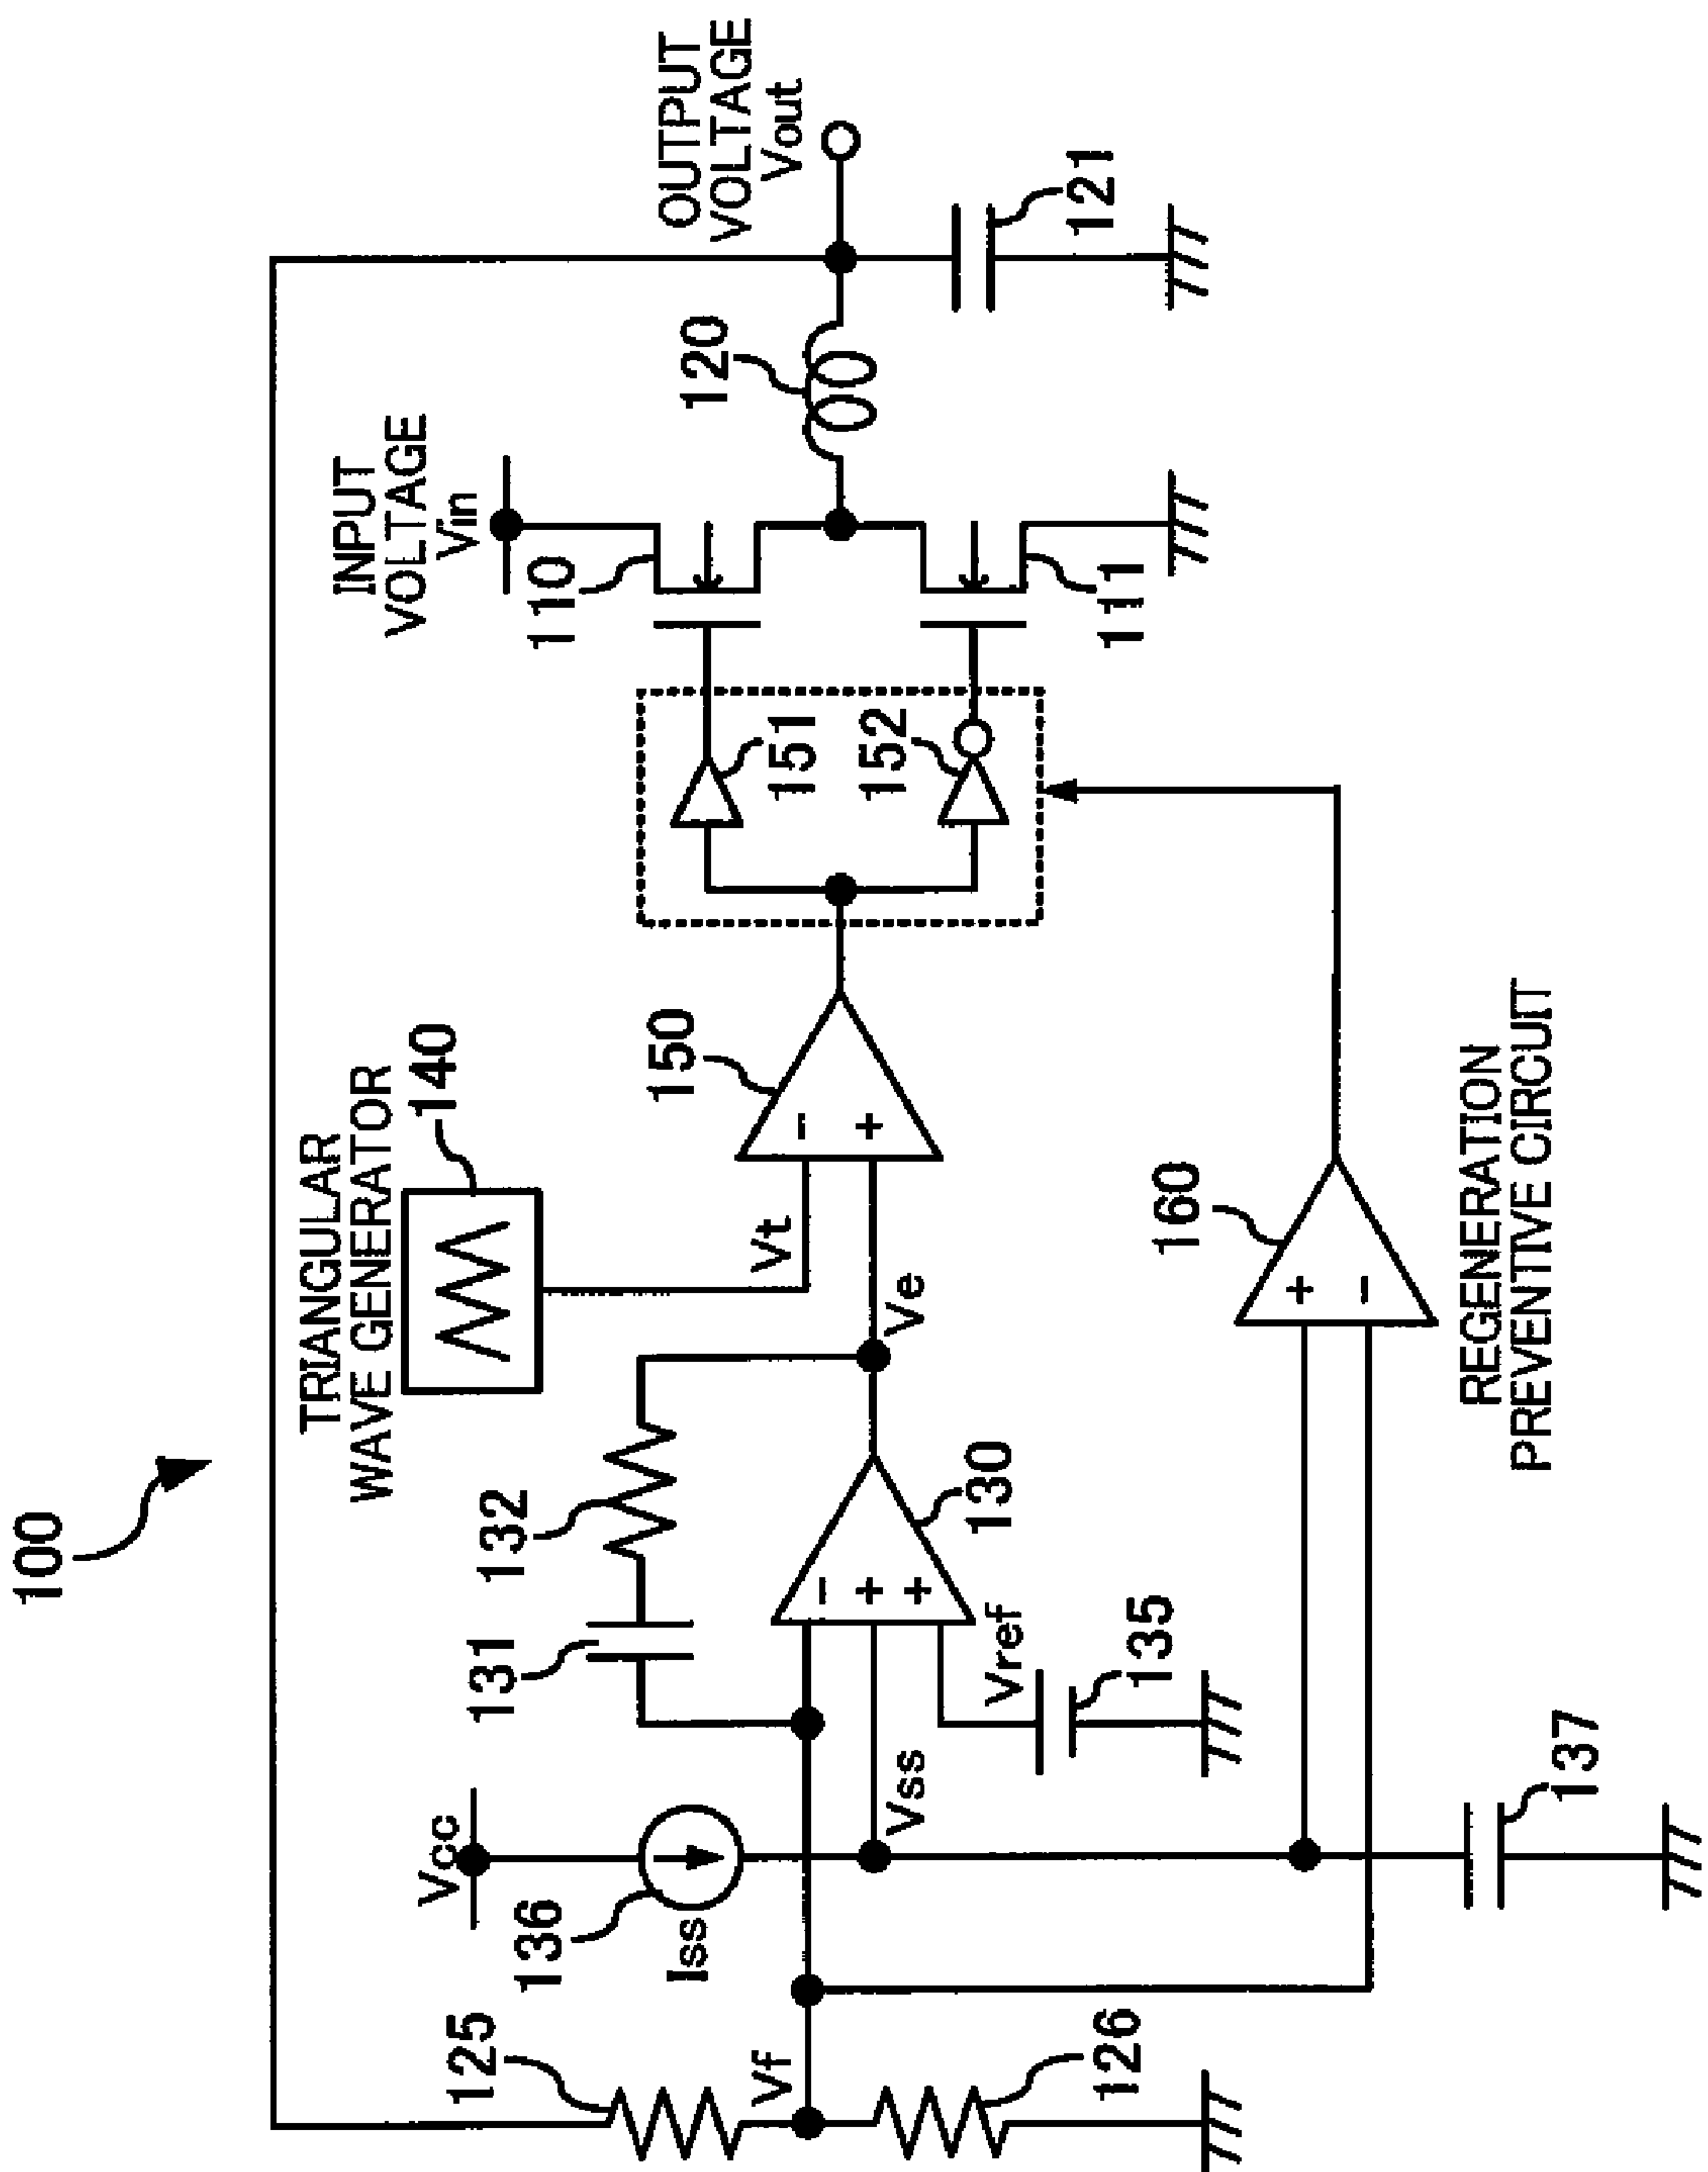 100
TRIANGULAR
WAVE GENERATOR
140
INPUT
VOLTAGE
Vin
OUTPUT
VOLTAGE
Vout
125
Vf
126
Vcc
136
Iss
Vss
131
132
-
+
+
130
Vref
135
137
Vt
Ve
150
-
+
151
152
110
111
120
121
160
+
-
REGENERATION
PREVENTIVE CIRCUIT